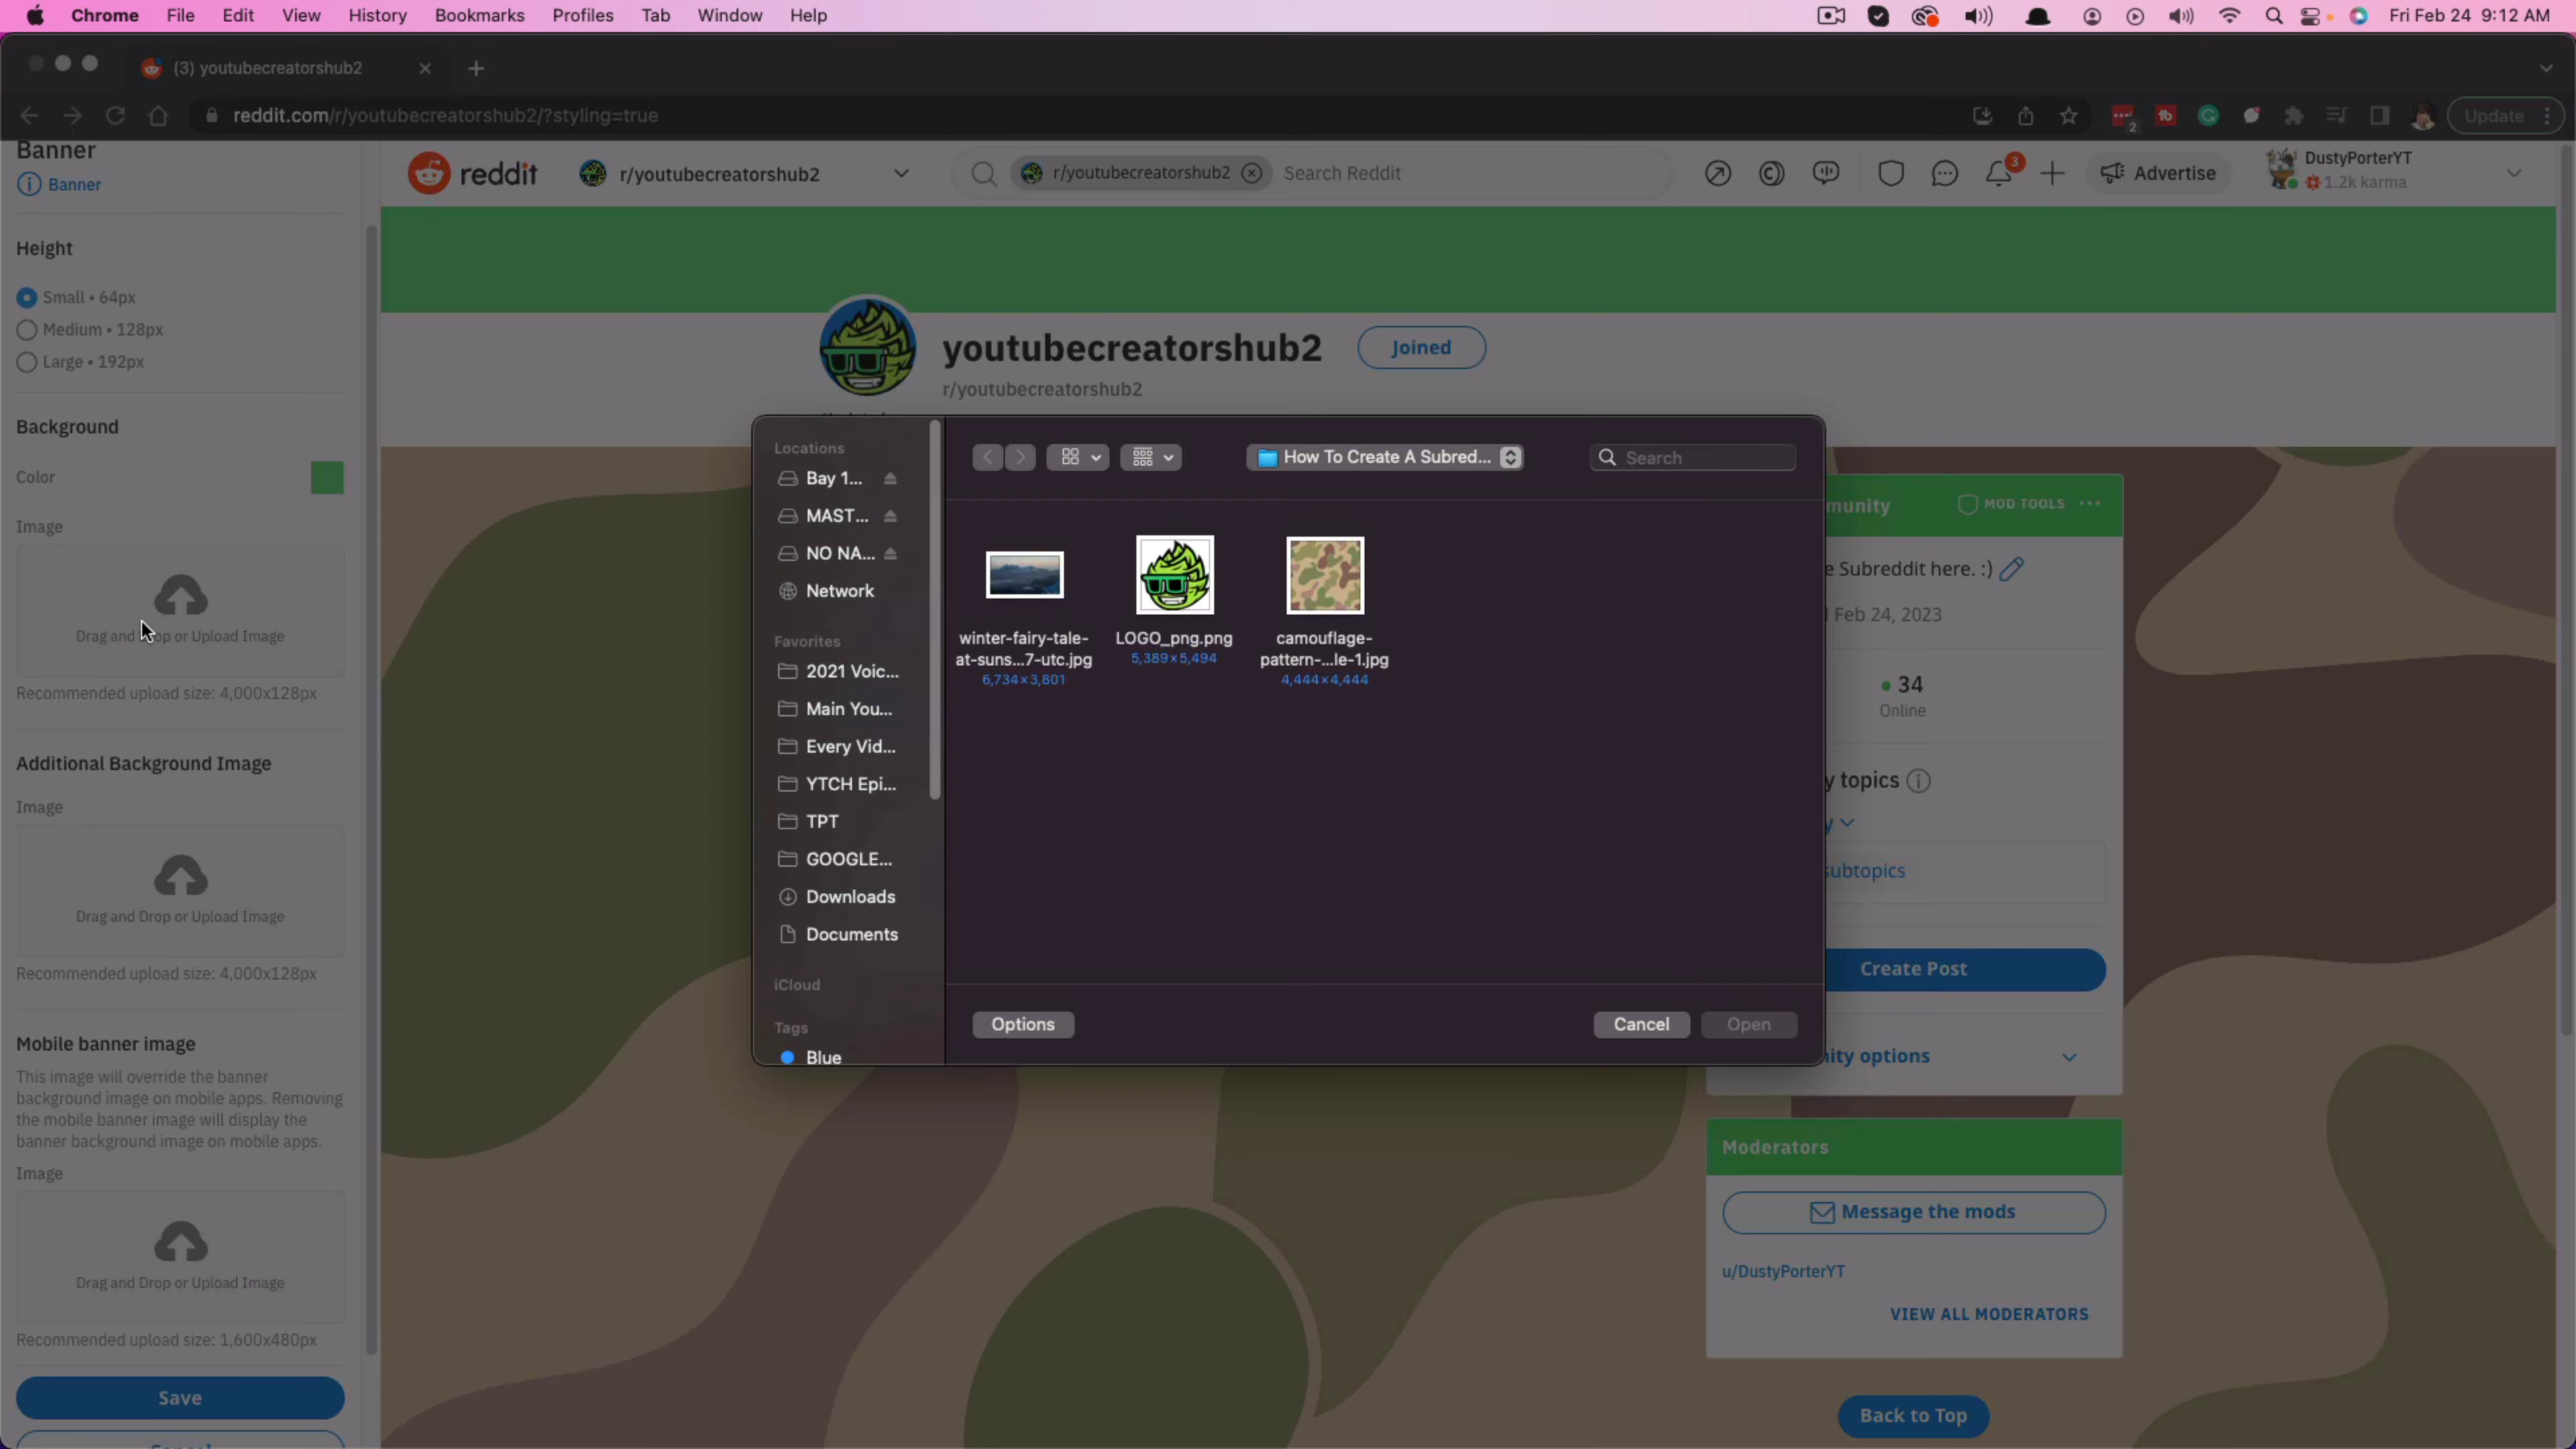 Chrome File Edit View History Bookmarks Profiles Tab Window Help Fri Feb 24 9:12 AM
(3) youtubecreatorshub2
reddit.com/r/youtubecreatorshub2/?styling=true 2 Update
Banner
Banner
Height
Small • 64px
Medium • 128px
Large • 192px
Background
Color
Image
Drag and Drop or Upload Image
Recommended upload size: 4,000x128px
Additional Background Image
Image
Drag and Drop or Upload Image
Recommended upload size: 4,000x128px
Mobile banner image
This image will override the banner
background image on mobile apps. Removing
the mobile banner image will display the
banner background image on mobile apps.
Image
Drag and Drop or Upload Image
Recommended upload size: 1,600x480px
Save
reddit r/youtubecreatorshub2 r/youtubecreatorshub2 Search Reddit 3 Advertise DustyPorterYT
1.2k karma
youtubecreatorshub2 Joined
r/youtubecreatorshub2
Locations
Bay 1...
MAST...
NO NA...
Network
Favorites
2021 Voic...
Main You...
Every Vid...
YTCH Epi...
TPT
GOOGLE...
Downloads
Documents
iCloud
Tags
Blue
How To Create A Subred... Search
winter-fairy-tale-
at-suns...7-utc.jpg
6,734×3,801
LOGO_png.png
5,389×5,494
camouflage-
pattern-...le-1.jpg
4,444×4,444
Options Cancel Open
munity MOD TOOLS
e Subreddit here. :)
Feb 24, 2023
34
Online
y topics
y
subtopics
Create Post
ity options
Moderators
Message the mods
u/DustyPorterYT
VIEW ALL MODERATORS
Back to Top